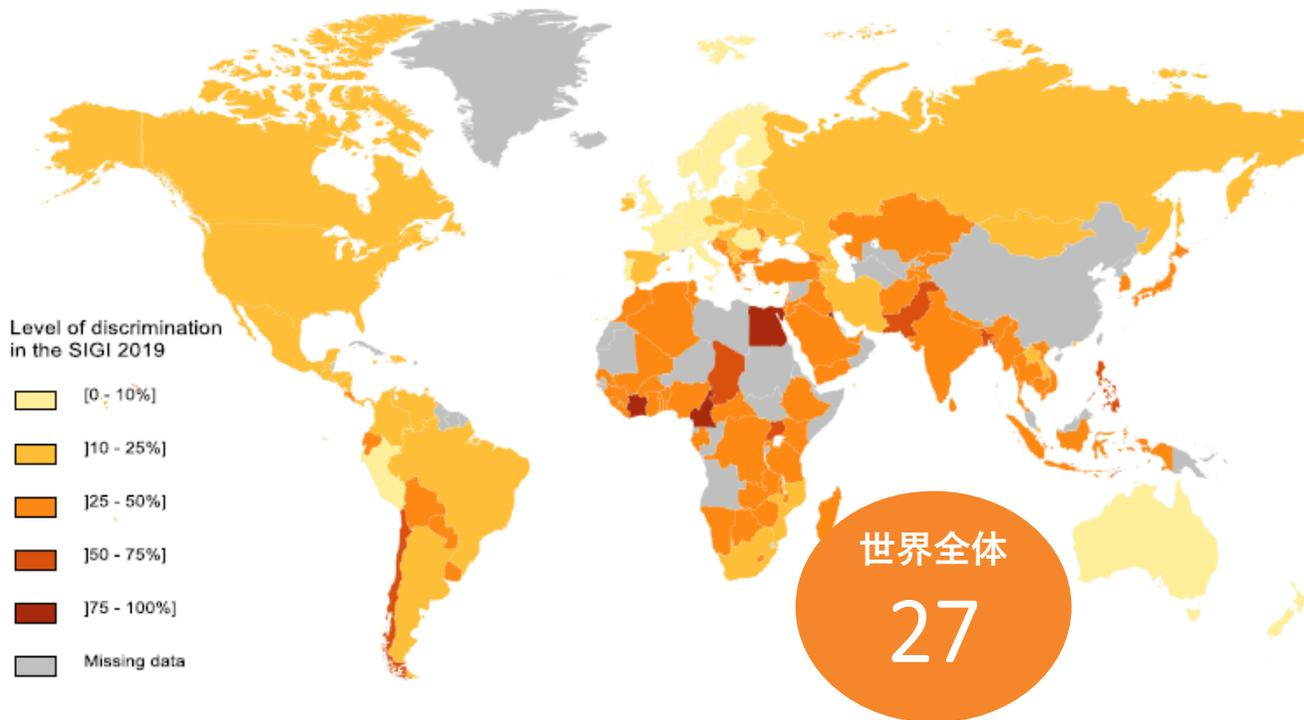 Level of discrimination
in the SIGI 2019
[0 - 10%]
]10 - 25%]
]25 - 50%]
]50 - 75%]
]75 - 100%]
Missing data
世界全体
27